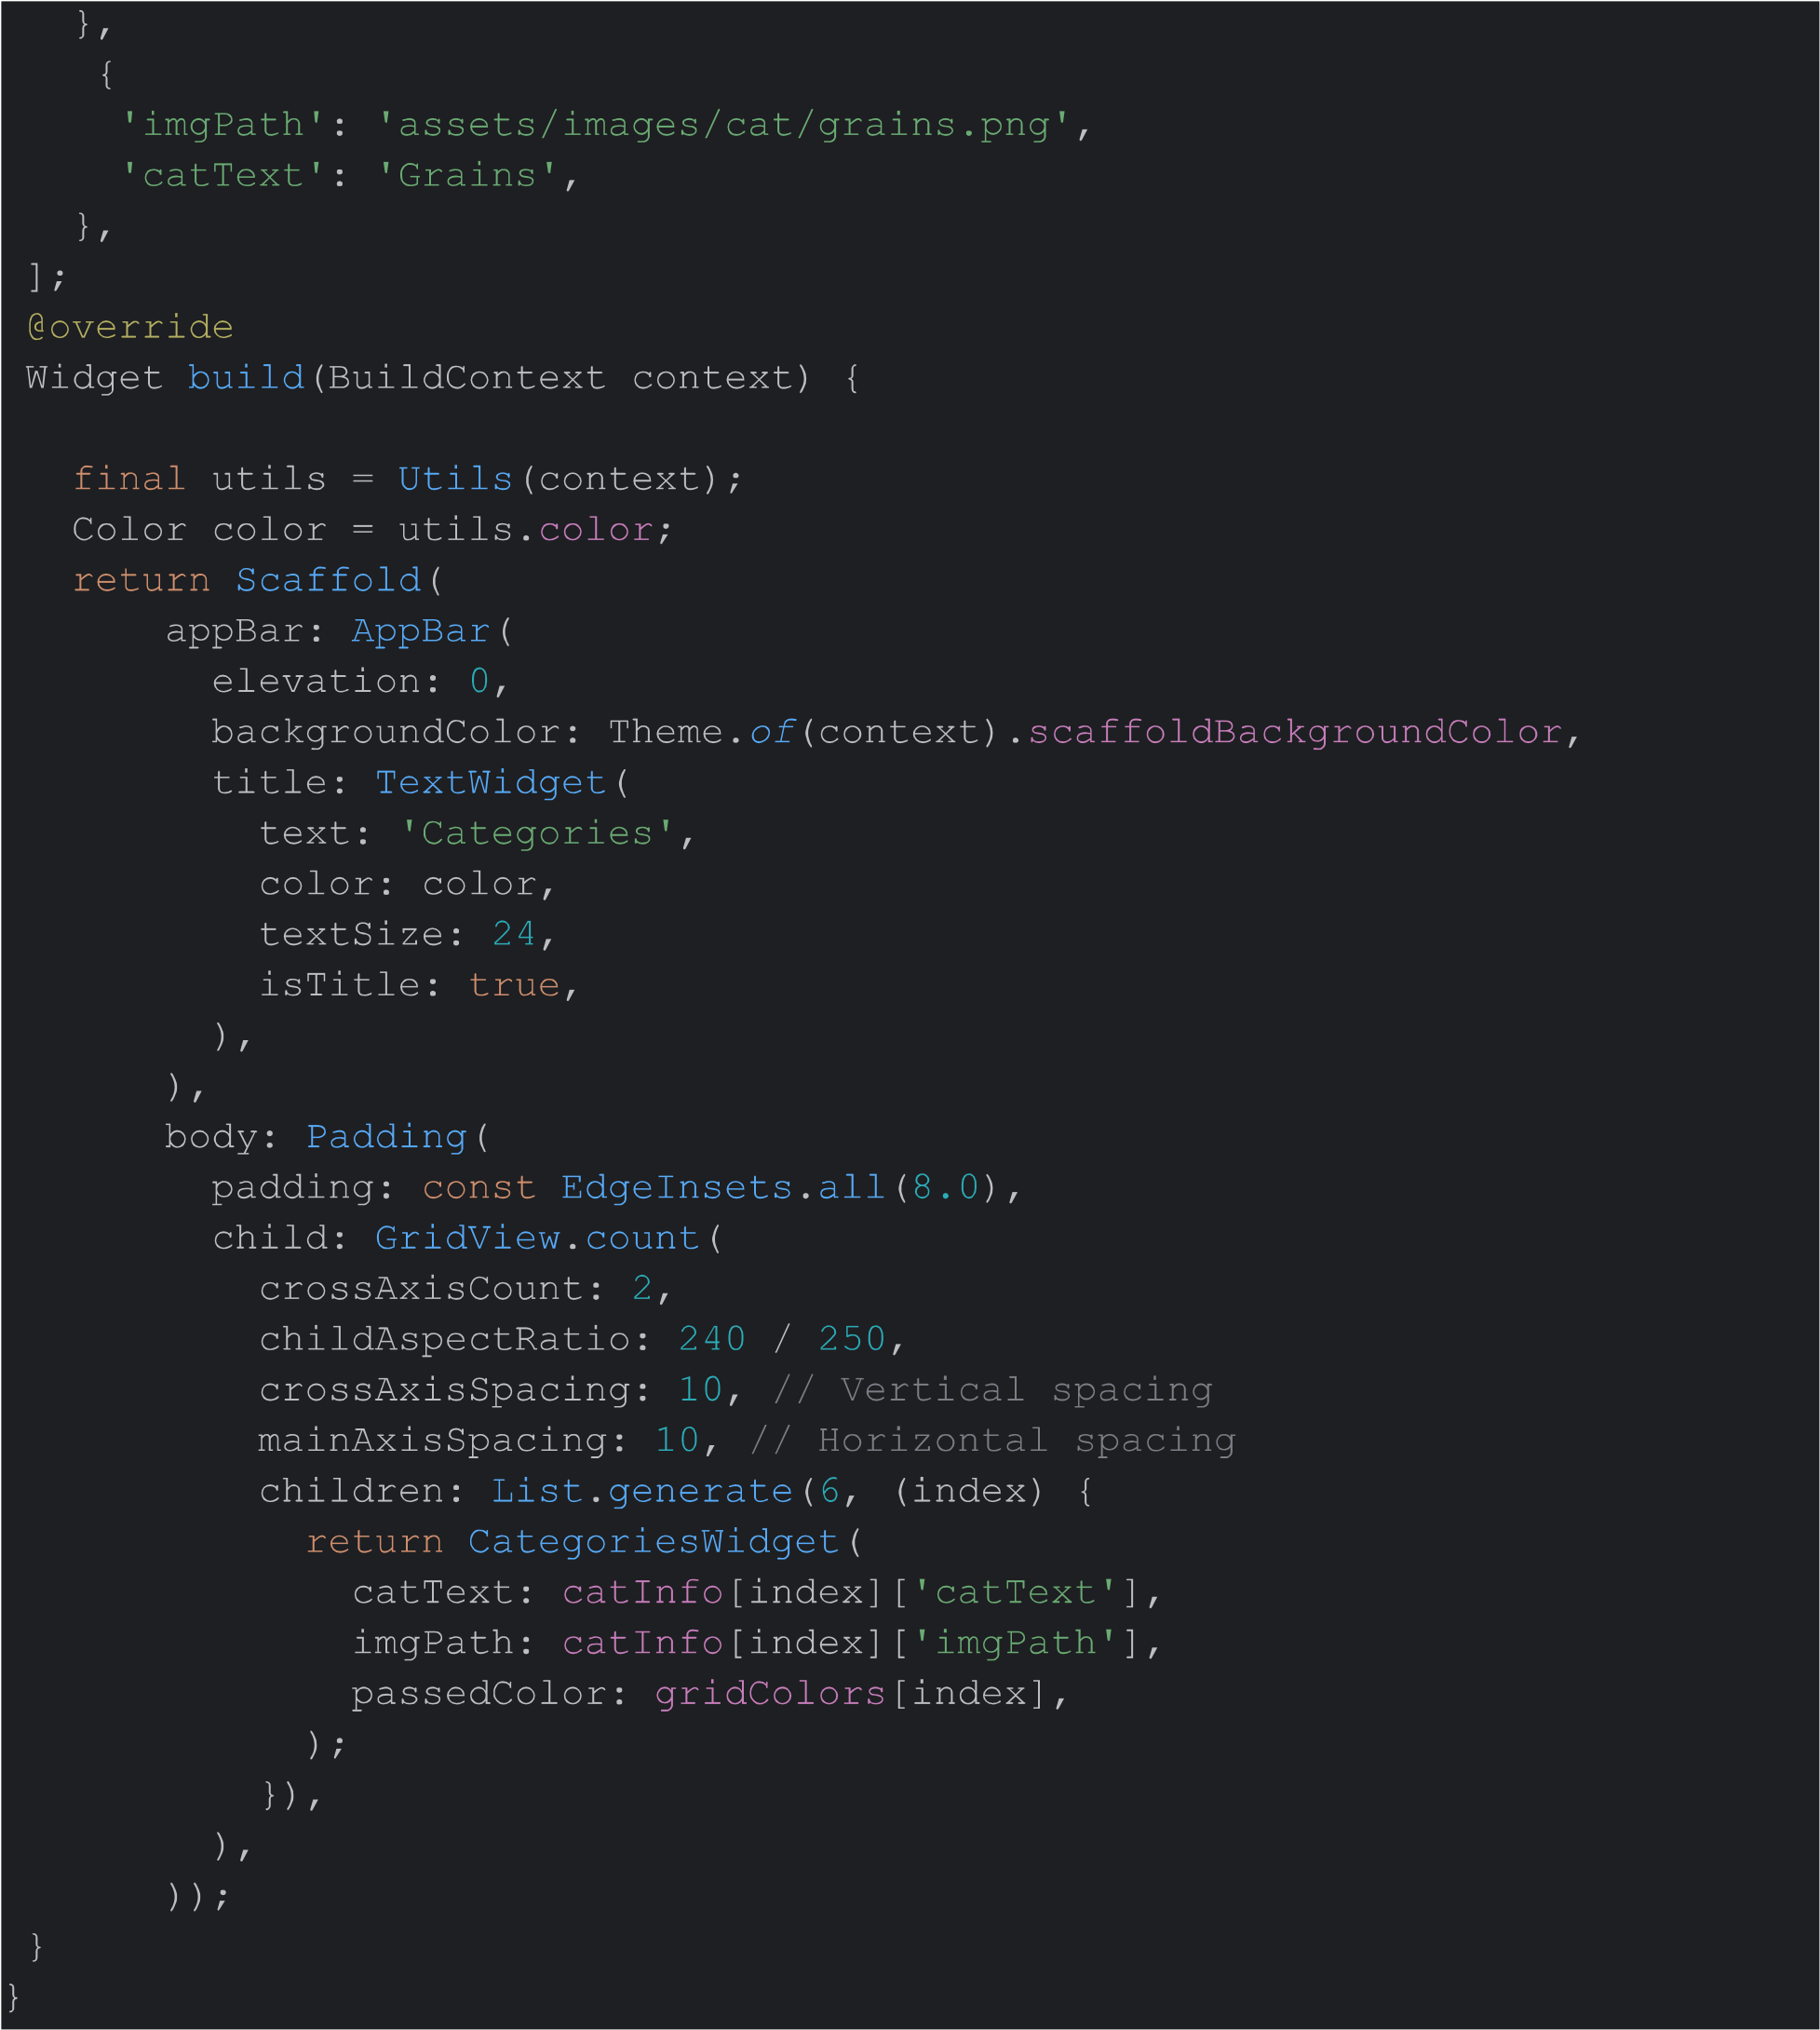 },
{
'imgPath': 'assets/images/cat/grains.png',
'catText': 'Grains',
},
];
@override
Widget build(BuildContext context) {
final utils = Utils(context);
Color color = utils.color;
return Scaffold(
appBar: AppBar(
elevation: 0,
backgroundColor: Theme.of(context).scaffoldBackgroundColor,
title: TextWidget(
text: 'Categories',
color: color,
textSize: 24,
isTitle: true,
),
),
body: Padding(
padding: const EdgeInsets.all(8.0),
child: GridView.count(
crossAxisCount: 2,
childAspectRatio: 240 / 250,
crossAxisSpacing: 10, // Vertical spacing
mainAxisSpacing: 10, // Horizontal spacing
children: List.generate(6, (index) {
return CategoriesWidget(
catText: catInfo[index]['catText'],
imgPath: catInfo[index]['imgPath'],
passedColor: gridColors[index],
);
}),
),
));
}
}